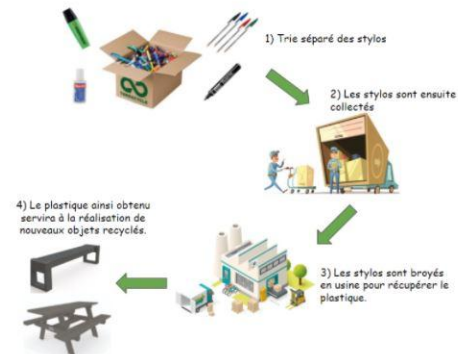 1) Trie séparé des stylos
2) Les stylos sont ensuite
collectés
3) Les stylos sont broyés
en usine pour récupérer le
plastique.
4) Le plastique ainsi obtenu
servira à la réalisation de
nouveaux objets recyclés.